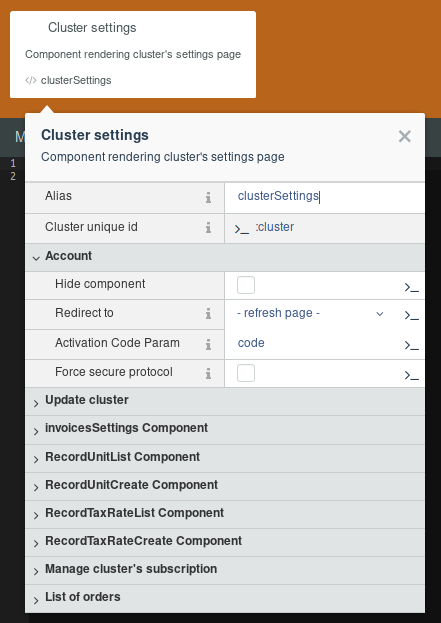 Cluster settings
Component rendering cluster's settings page
</> clusterSettings
M
1
2
Cluster settings
Component rendering cluster's settings page
Alias clusterSettings
Cluster unique id :cluster
Account
Hide component
Redirect to - refresh page -
Activation Code Param code
Force secure protocol
Update cluster
invoicesSettings Component
RecordUnitList Component
RecordUnitCreate Component
RecordTaxRateList Component
RecordTaxRateCreate Component
Manage cluster's subscription
List of orders